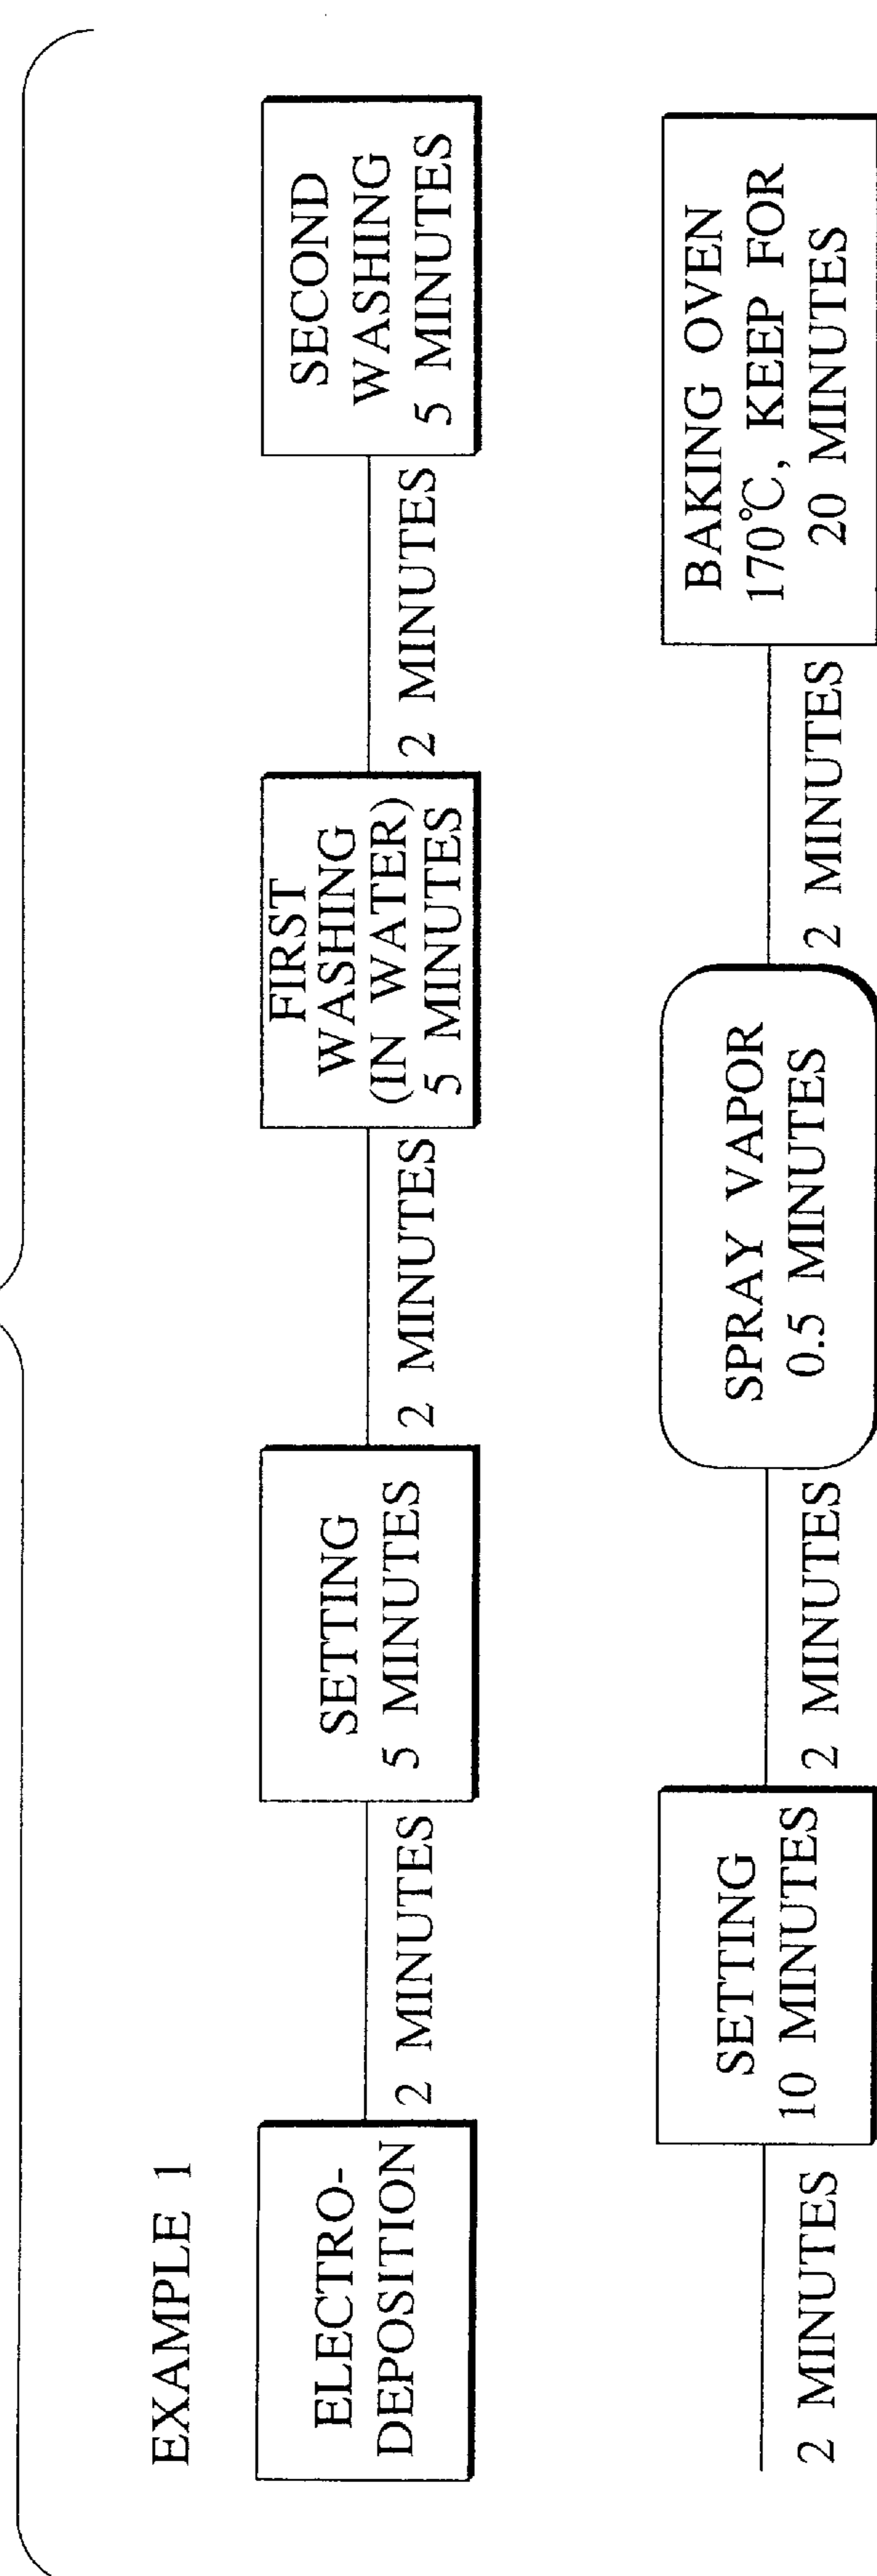 EXAMPLE 1
ELECTRO-
DEPOSITION
2 MINUTES
SETTING
5 MINUTES
2 MINUTES
FIRST
WASHING
(IN WATER)
5 MINUTES
2 MINUTES
SECOND
WASHING
5 MINUTES
2 MINUTES
SETTING
10 MINUTES
2 MINUTES
SPRAY VAPOR
0.5 MINUTES
2 MINUTES
BAKING OVEN
170℃, KEEP FOR
20 MINUTES